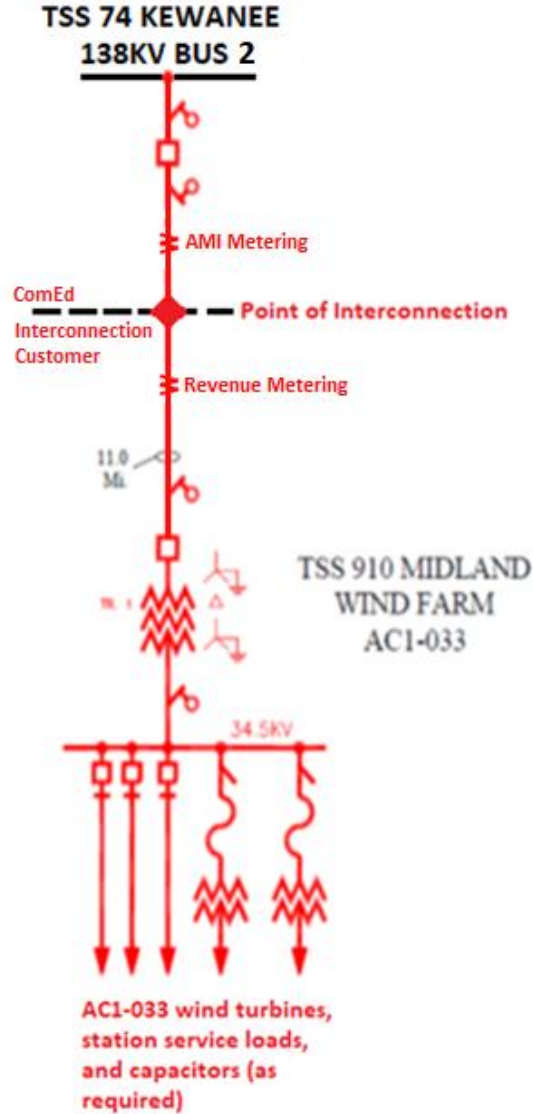 TSS 74 KEWANEE
138KV BUS 2
AMI Metering
ComEd
Point of Interconnection
Interconnection
Customer
Revenue Metering
11.0
Mi.
TSS 910 MIDLAND
WIND FARM
AC1-033
TR. 1
34.5KV
AC1-033 wind turbines,
station service loads,
and capacitors (as
required)